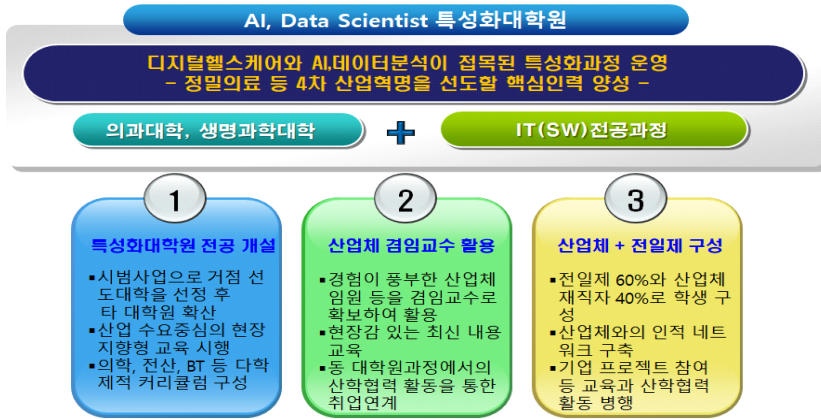 AI, Data Scientist 특성화대학원
디지털헬스케어와 AI,데이터분석이 접목된 특성화과정 운영
- 정밀의료 등 4차 산업혁명을 선도할 핵심인력 양성 -
의과대학, 생명과학대학
IT(SW)전공과정
1
특성화대학원 전공 개설
▪시범사업으로 거점 선
도대학을 선정 후
타 대학원 확산
▪산업 수요중심의 현장
지향형 교육 시행
▪의학, 전산, BT 등 다학
제적 커리큘럼 구성
2
산업체 겸임교수 활용
▪경험이 풍부한 산업체
임원 등을 겸임교수로
확보하여 활용
▪현장감 있는 최신 내용
교육
▪동 대학원과정에서의
산학협력 활동을 통한
취업연계
3
산업체 + 전일제 구성
▪전일제 60%와 산업체
재직자 40%로 학생 구
성
▪산업체와의 인적 네트
워크 구축
▪기업 프로젝트 참여
등 교육과 산학협력
활동 병행